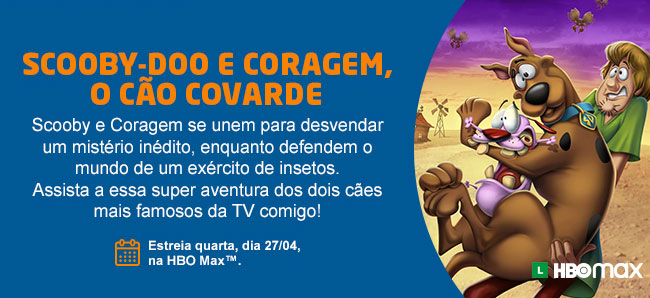 SCOOBY-DOO E CORAGEM,
O CÃO COVARDE
Scooby e Coragem se unem para desvendar
um mistério inédito, enquanto defendem o
mundo de um exército de insetos.
Assista a essa super aventura dos dois cães
mais famosos da TV comigo!
Estreia quarta, dia 27/04,
na HBO Max™.
L HBOmax